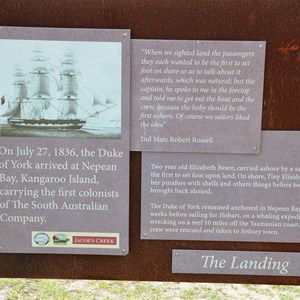 On July 27, 1836, the Duke
of York arrived at Nepean
Bay, Kangaroo Island,
carrying the first colonists
of The South Australian
Company.
JACOB'S CREEK
"When we sighted land the passengers
they each wanted to be the first to set
foot on shore so as to talk about it
afterwards, which was natural; but the
captain, he spoke to me in the foretop
and told me to get out the boat and the
crew, because the baby should be the
first ashore. Of course we sailors liked
the idea"
2nd Mate Robert Russell
Two year old Elizabeth Beare, carried ashore by a
the first to set foot upon land. On shore, Tiny
her pinafore with shells and other things before
brought back aboard.
The Duke of York remained anchored in Nepean
weeks before sailing for Hobart, on a whaling
wrecking on a reef 10 miles off the Tasmanian coast.
crew were rescued and taken to Sydney town.
The Landing